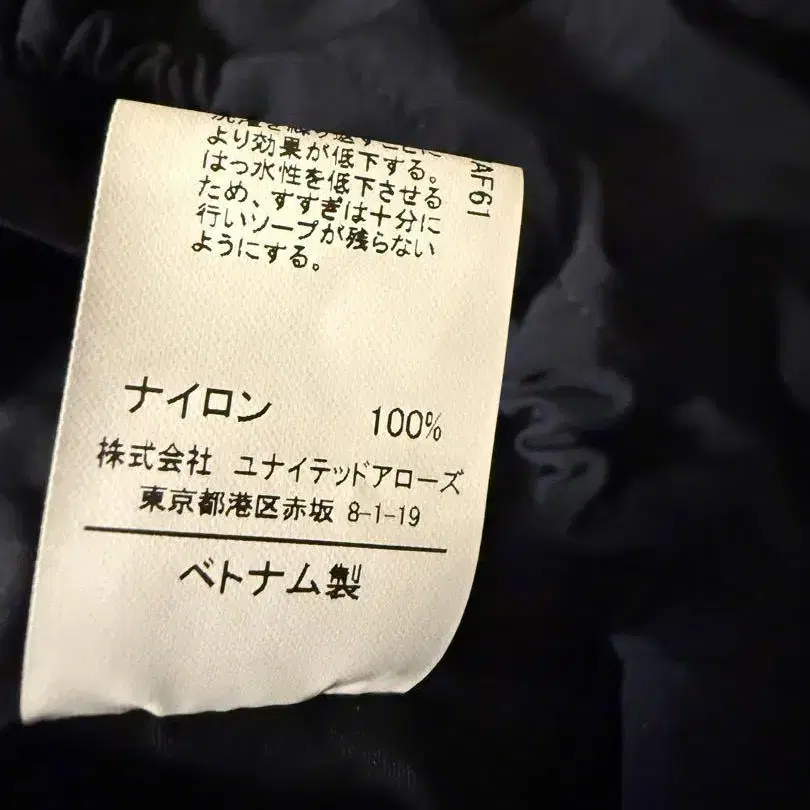 より効果が低下する。
はっ水性を低下させる
ため、すすぎは十分に
行いソープが残らない
ようにする。
AF61
ナイロン 100%
株式会社 ユナイテッドアローズ
東京都港区赤坂 8-1-19
ベトナム製